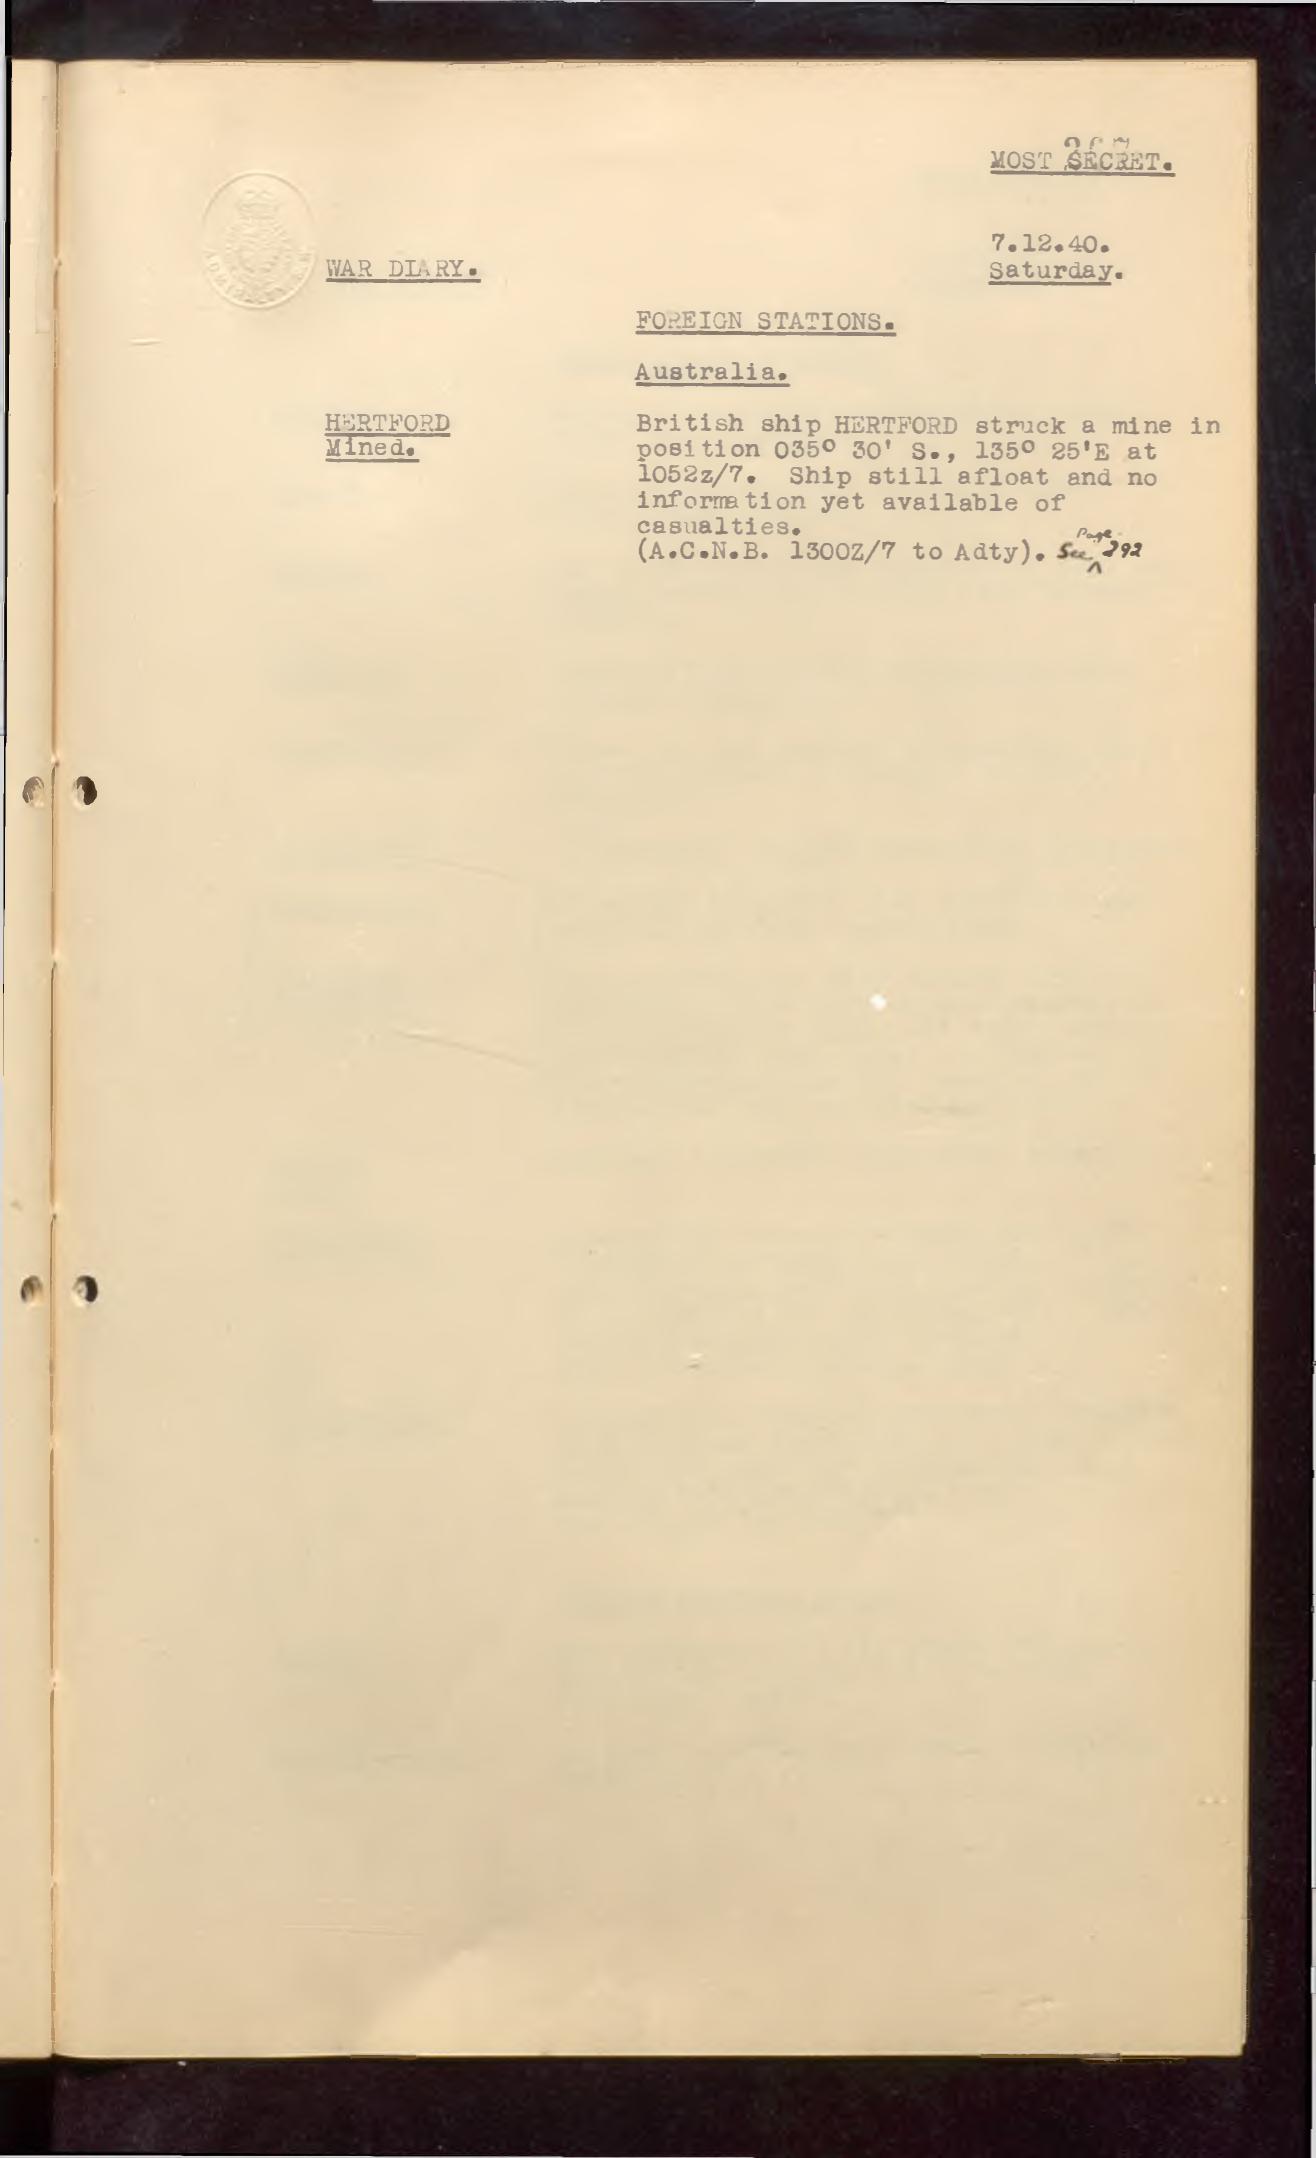 MOST SECRET.
7.12.40.
Saturday.
WAR DIARY.
FOREIGN STATIONS.
Australia.
HERTFORD
Mined.
British ship HERTFORD struck a mine in
position 035° 30' S., 135° 25'E at
1052z/7. Ship still afloat and no
information yet available of
casualties.
(A.C.N.B. 1300Z/7 to Adty). See Page 292